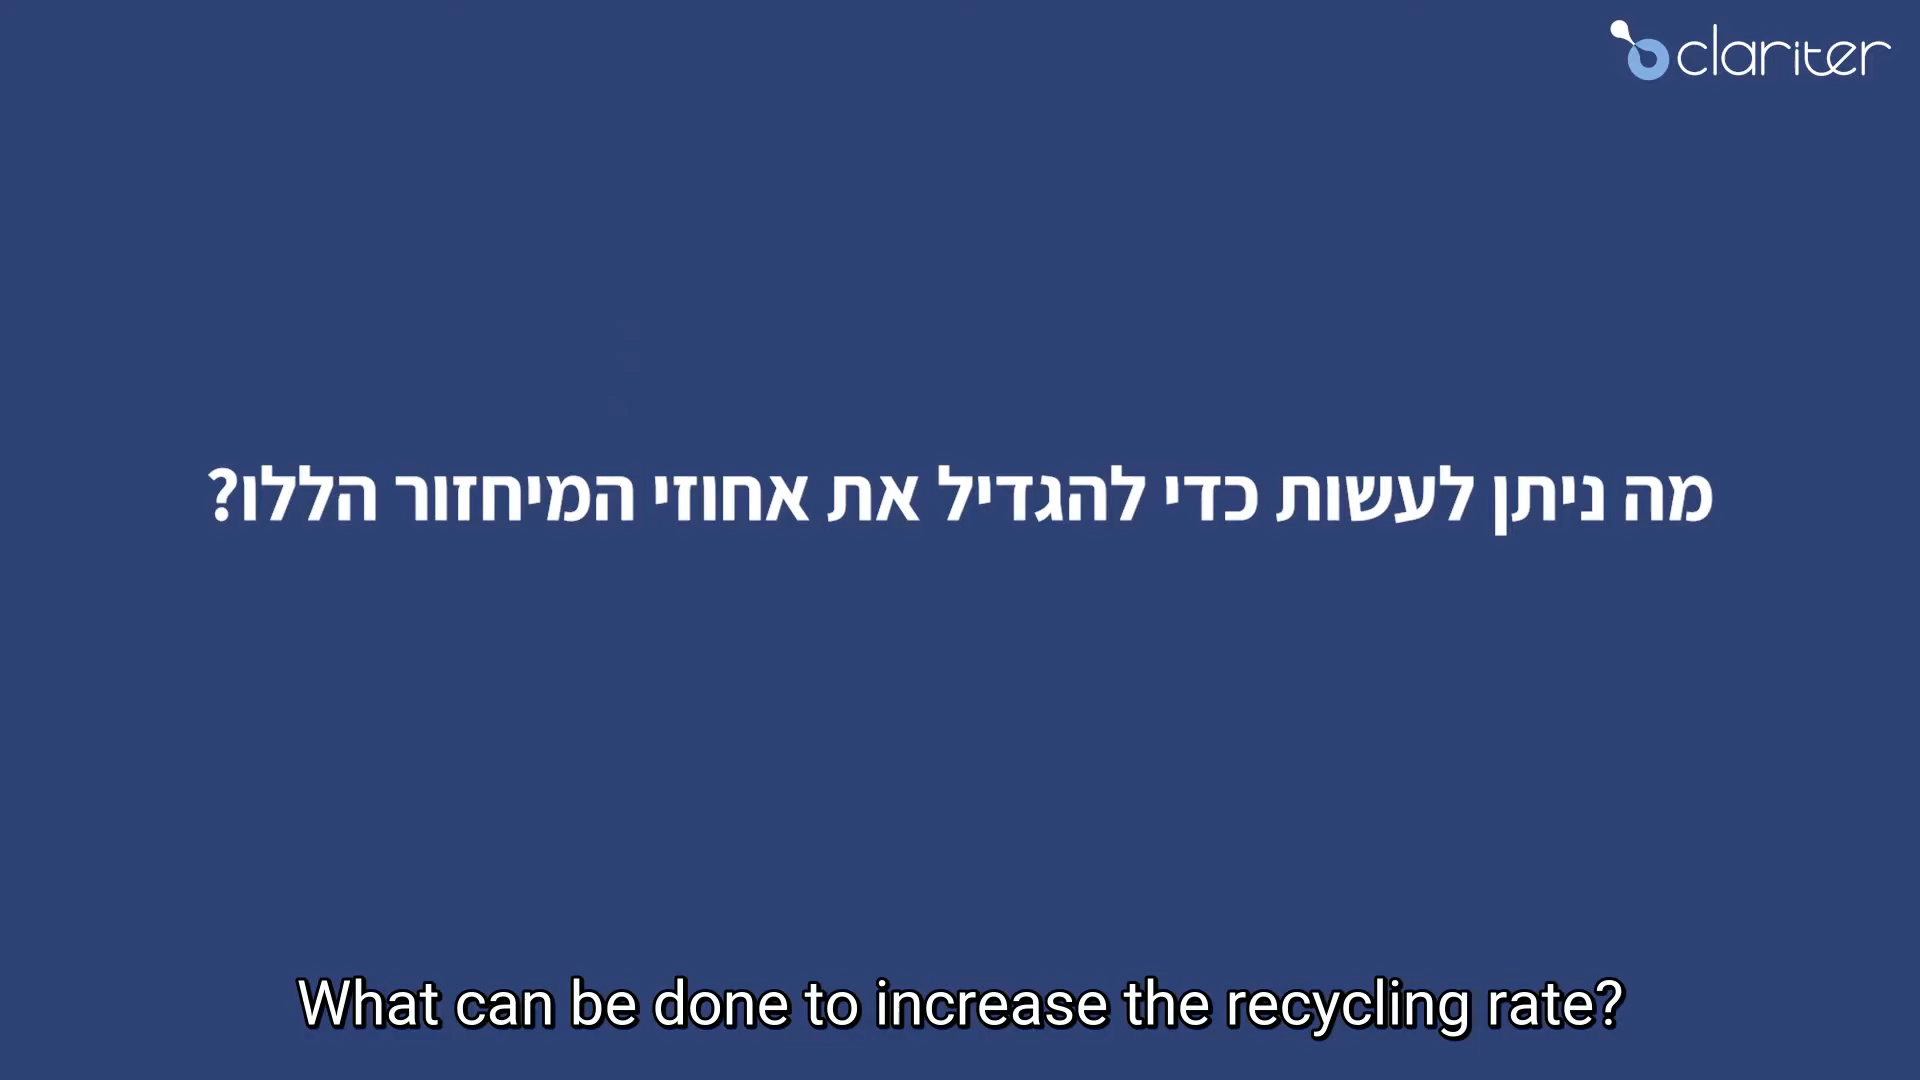 clariter
מה ניתן לעשות כדי להגדיל את אחוזי המיחזור הללו?
What can be done to increase the recycling rate?